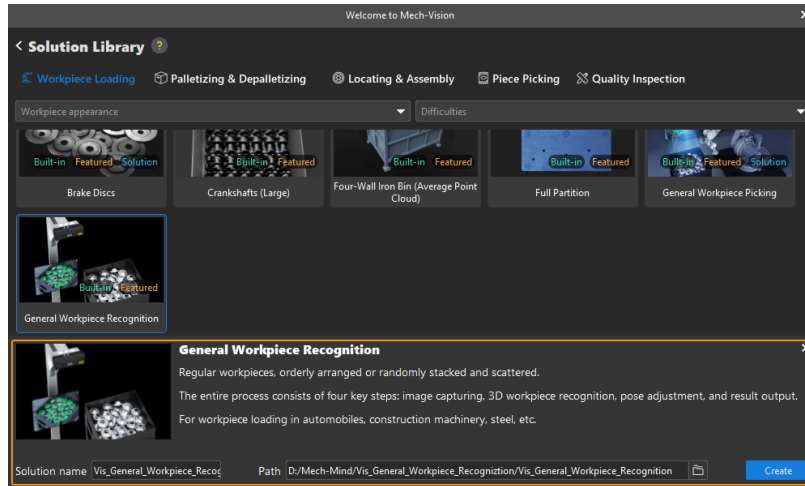 Welcome to Mech-Vision
Solution Library ?
Workpiece Loading Palletizing & Depalletizing Locating & Assembly Piece Picking Quality Inspection
Workpiece appearance Difficulties
Built-in Featured Solution Built-in Featured Built-in Featured Built-in Featured Built-in Featured Solution
Brake Discs Crankshafts (Large) Four-Wall Iron Bin (Average Point Cloud) Full Partition General Workpiece Picking
Built-in Featured
General Workpiece Recognition
General Workpiece Recognition
Regular workpieces, orderly arranged or randomly stacked and scattered.
The entire process consists of four key steps: image capturing, 3D workpiece recognition, pose adjustment, and result output.
For workpiece loading in automobiles, construction machinery, steel, etc.
Solution name Vis_General_Workpiece_Recog Path D:/Mech-Mind/Vis_General_Workpiece_Recogniztion/Vis_General_Workpiece_Recognition Create